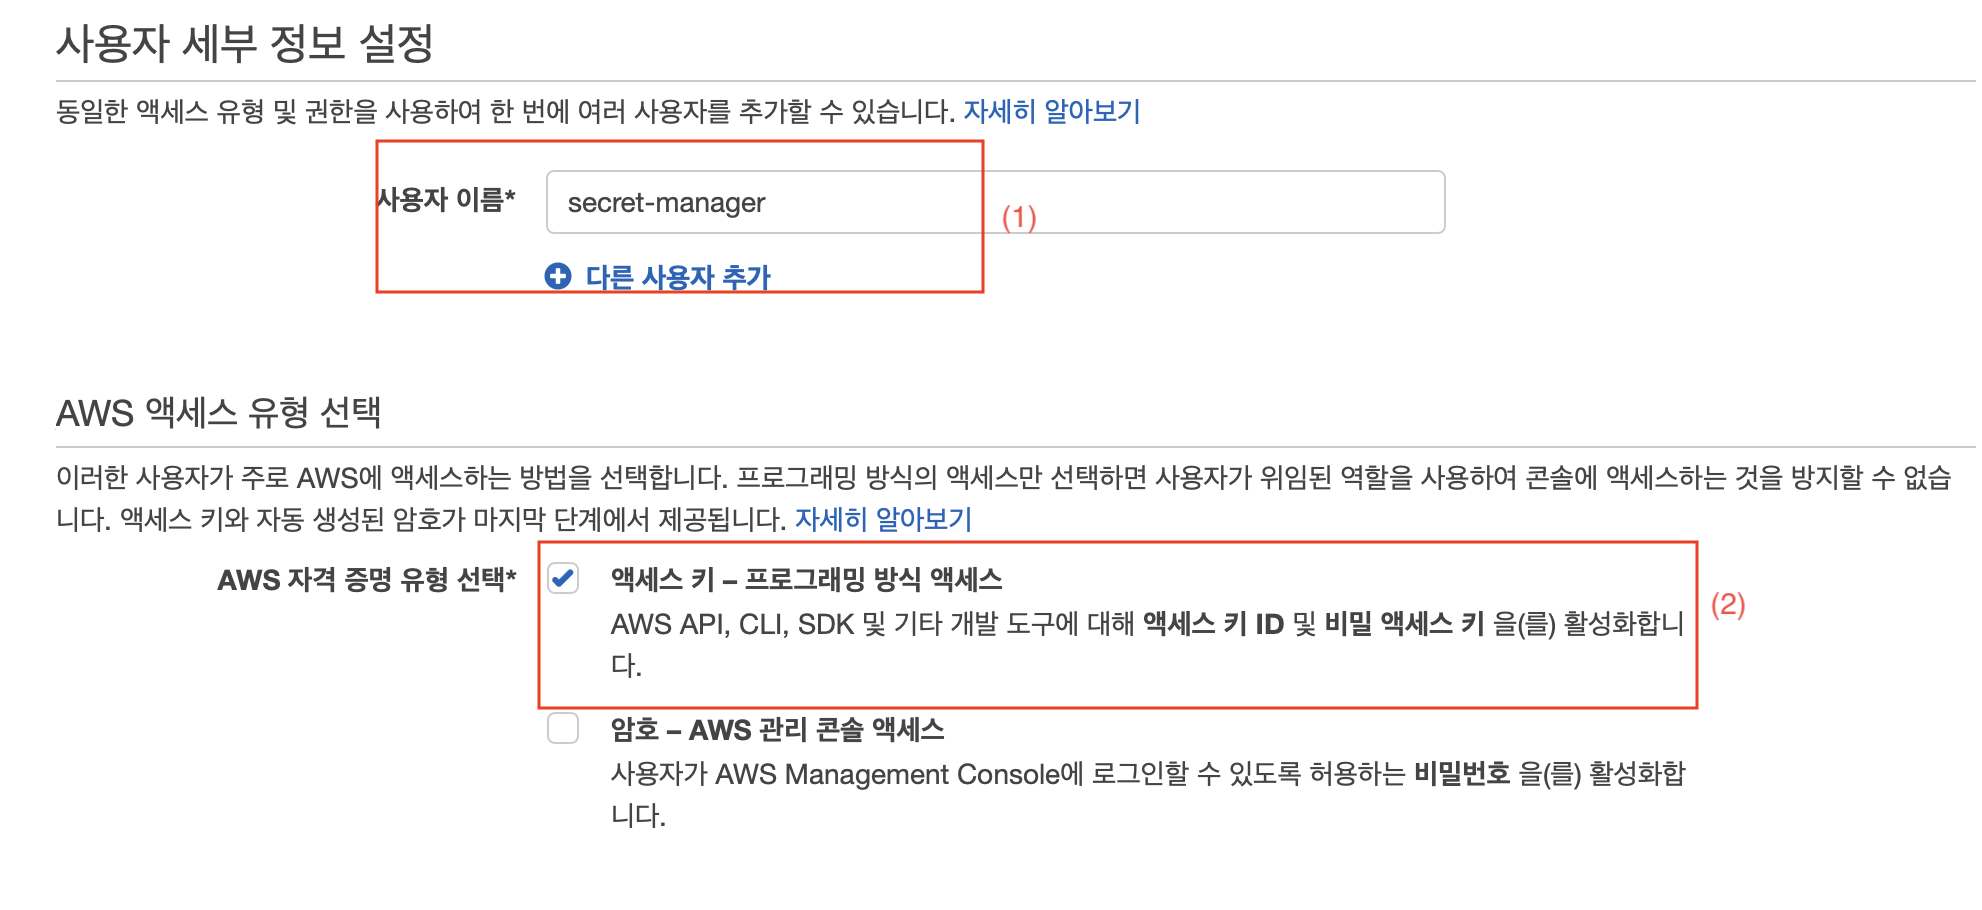 사용자 세부 정보 설정
동일한 액세스 유형 및 권한을 사용하여 한 번에 여러 사용자를 추가할 수 있습니다. 자세히 알아보기
사용자 이름* secret-manager (1)
다른 사용자 추가
AWS 액세스 유형 선택
이러한 사용자가 주로 AWS에 액세스하는 방법을 선택합니다. 프로그래밍 방식의 액세스만 선택하면 사용자가 위임된 역할을 사용하여 콘솔에 액세스하는 것을 방지할 수 없습
니다. 액세스 키와 자동 생성된 암호가 마지막 단계에서 제공됩니다. 자세히 알아보기
AWS 자격 증명 유형 선택* 액세스 키 – 프로그래밍 방식 액세스
AWS API, CLI, SDK 및 기타 개발 도구에 대해 액세스 키 ID 및 비밀 액세스 키 을(를) 활성화합니
다.
(2)
암호 – AWS 관리 콘솔 액세스
사용자가 AWS Management Console에 로그인할 수 있도록 허용하는 비밀번호 을(를) 활성화합
니다.